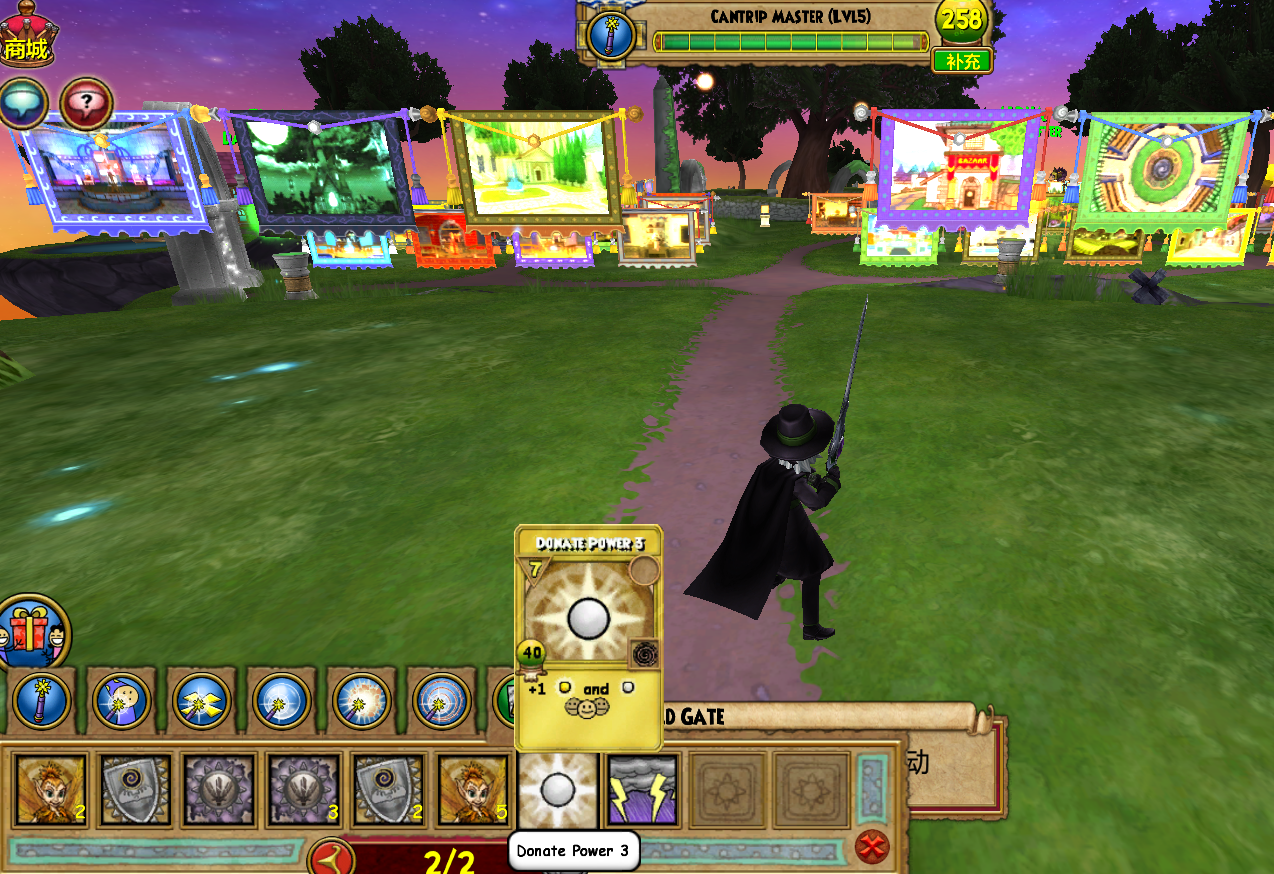 商城
CANTRIP MASTER (LVL5)
258
补充
?
BAZAAR
DONATE POWER 3
7
40
+1 and
D GATE
动
2
3
2
5
2/2
Donate Power 3